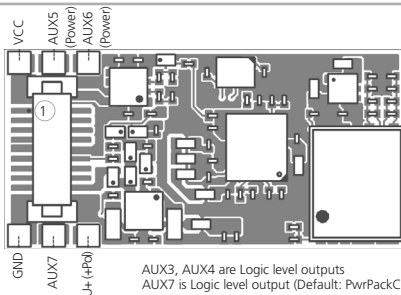 VCC
AUX5
(Power)
AUX6
(Power)
1
GND
AUX7
U+ (+Pol)
AUX3, AUX4 are Logic level outputs
AUX7 is Logic level output (Default: PwrPackC